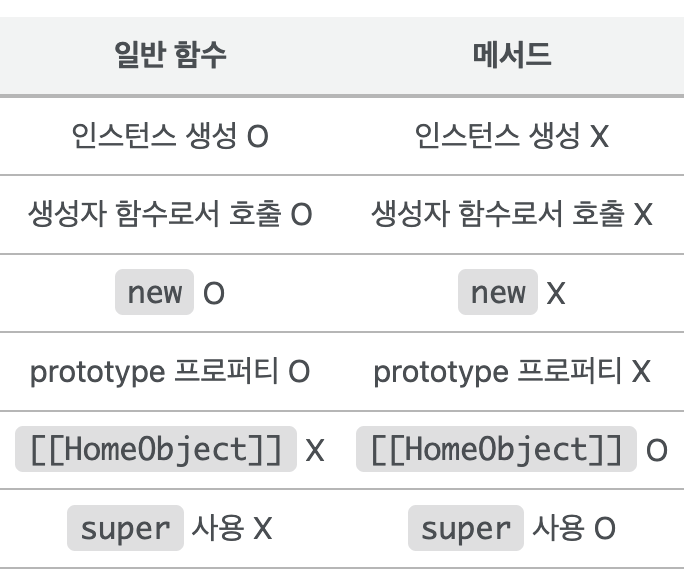 일반 함수 메서드
인스턴스 생성 O 인스턴스 생성 X
생성자 함수로서 호출 O 생성자 함수로서 호출 X
new O new X
prototype 프로퍼티 O prototype 프로퍼티 X
[[HomeObject]] X [[HomeObject]] O
super 사용 X super 사용 O